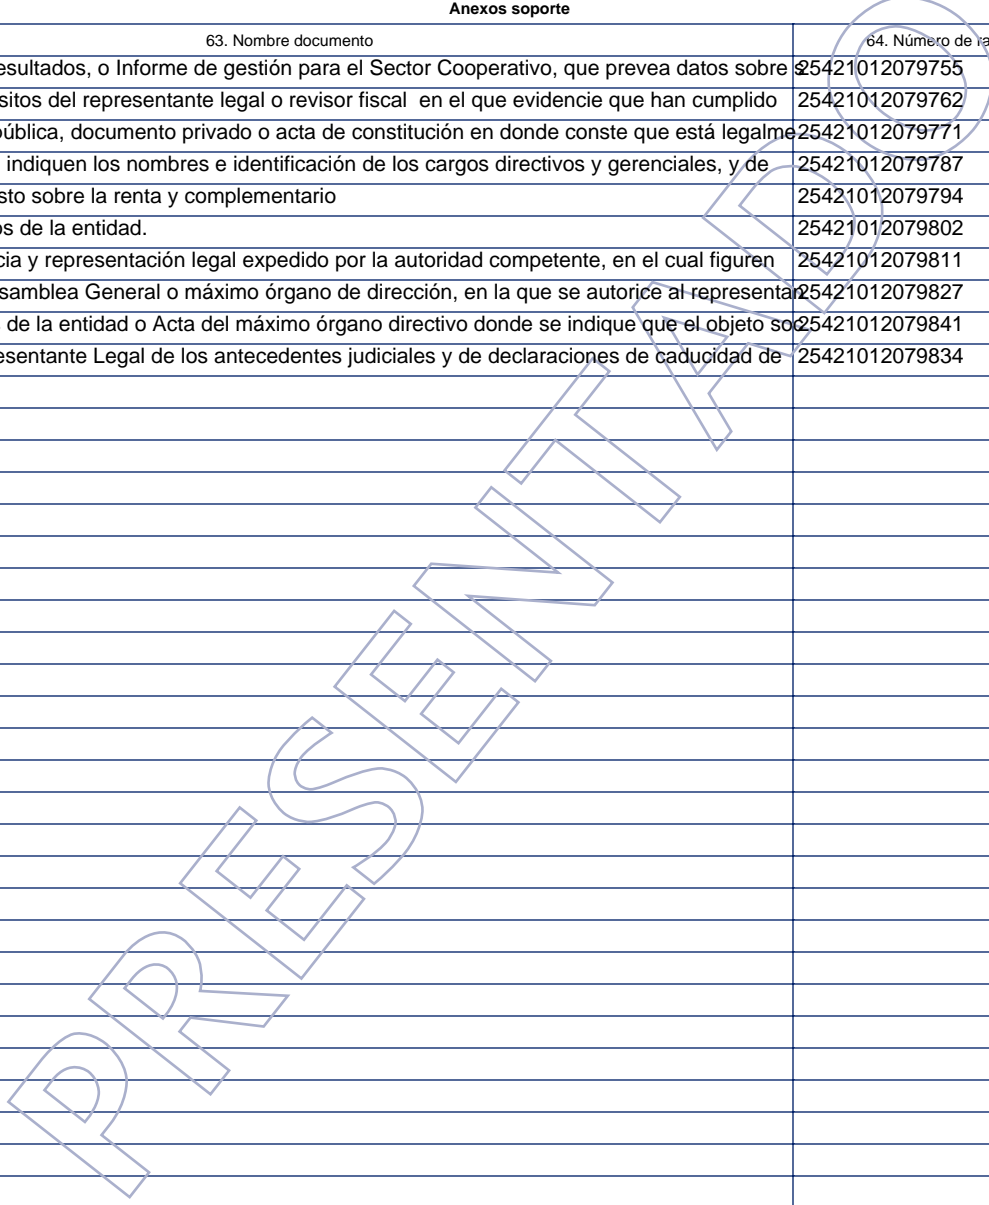 Anexos soporte
63. Nombre documento 64. Número de ra
esultados, o Informe de gestión para el Sector Cooperativo, que prevea datos sobre s 25421012079755
sitos del representante legal o revisor fiscal en el que evidencie que han cumplido 25421012079762
pública, documento privado o acta de constitución en donde conste que está legalme 25421012079771
indiquen los nombres e identificación de los cargos directivos y gerenciales, y de 25421012079787
sto sobre la renta y complementario 25421012079794
os de la entidad. 25421012079802
cia y representación legal expedido por la autoridad competente, en el cual figuren 25421012079811
samblea General o máximo órgano de dirección, en la que se autorice al representan 25421012079827
de la entidad o Acta del máximo órgano directivo donde se indique que el objeto soc 25421012079841
esentante Legal de los antecedentes judiciales y de declaraciones de caducidad de 25421012079834
PRESENTADO